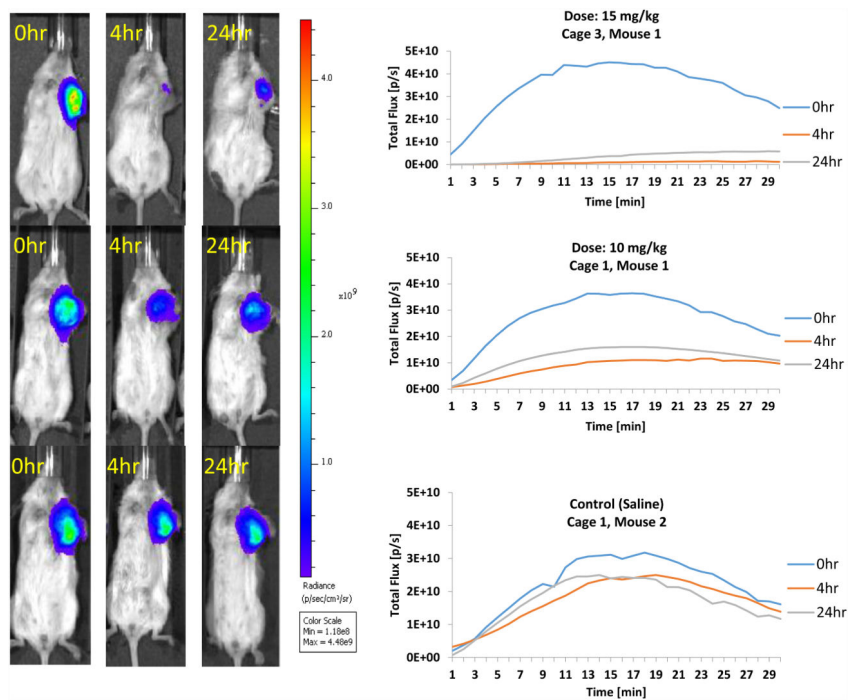 0hr 4hr 24hr
0hr 4hr 24hr
0hr 4hr 24hr
4.0
3.0
x10⁹
2.0
1.0
Radiance
(p/sec/cm²/sr)
Color Scale
Min = 1.18e8
Max = 4.48e9
Dose: 15 mg/kg
Cage 3, Mouse 1
Total Flux [p/s]
5E+10
4E+10
3E+10
2E+10
1E+10
0E+00
1 3 5 7 9 11 13 15 17 19 21 23 25 27 29
Time [min]
0hr
4hr
24hr
Dose: 10 mg/kg
Cage 1, Mouse 1
Total Flux [p/s]
5E+10
4E+10
3E+10
2E+10
1E+10
0E+00
1 3 5 7 9 11 13 15 17 19 21 23 25 27 29
Time [min]
0hr
4hr
24hr
Control (Saline)
Cage 1, Mouse 2
Total Flux [p/s]
5E+10
4E+10
3E+10
2E+10
1E+10
0E+00
1 3 5 7 9 11 13 15 17 19 21 23 25 27 29
Time [min]
0hr
4hr
24hr